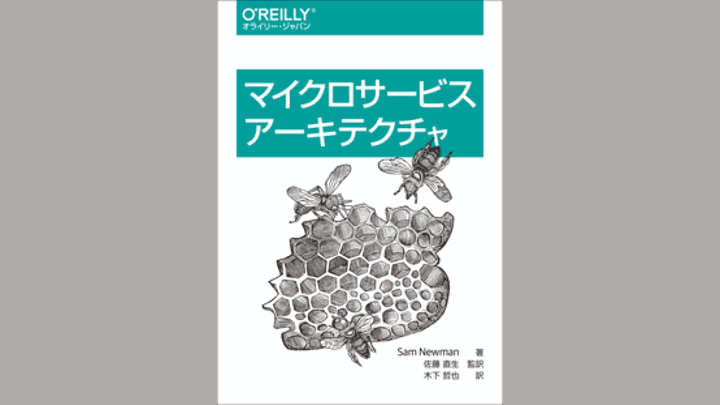 O'REILLY®
オライリー・ジャパン
マイクロサービス
アーキテクチャ
Sam Newman 著
佐藤 直生 監訳
木下 哲也 訳